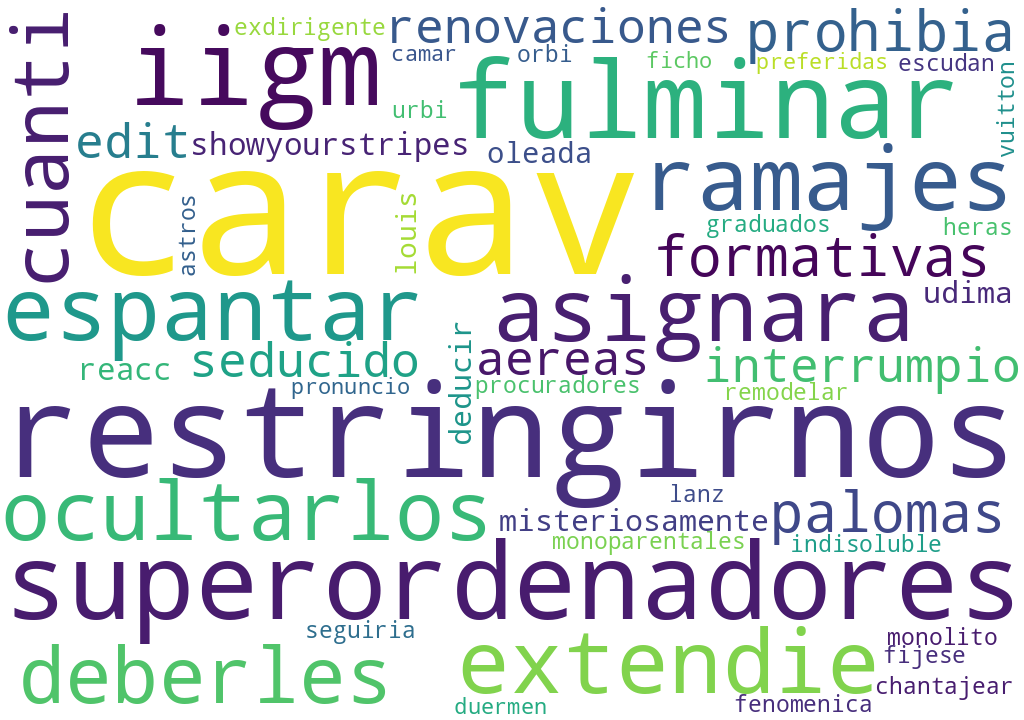 exdirigente
renovaciones
prohibia
cuanti
iigm
camar
orbi
ficho
preferidas
escudan
fulminar
vuitton
urbi
edit
showyourstripes
oleada
ramajes
carav
astros
louis
graduados
heras
formativas
espantar
asignara
udima
reacc
seducido
deducir
aereas
interrumpio
pronuncio
procuradores
remodelar
restringirnos
ocultarlos
lanz
misteriosamente
palomas
monoparentales
indisoluble
superordenadores
seguiria
extendie
monolito
fijese
deberles
chantajear
duermen
fenomenica